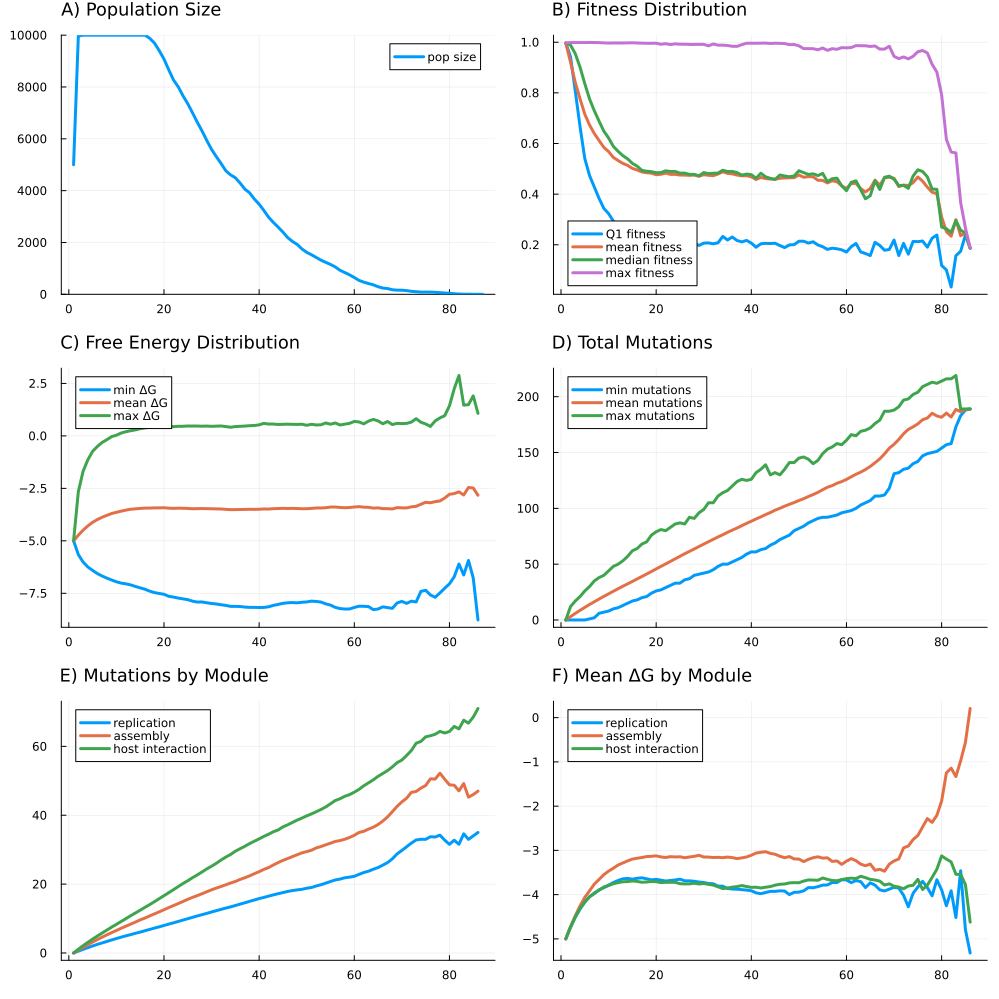 A) Population Size
10000
8000
6000
4000
2000
0
pop size
0 20 40 60 80
B) Fitness Distribution
1.0
0.8
0.6
0.4
0.2
Q1 fitness
mean fitness
median fitness
max fitness
0 20 40 60 80
C) Free Energy Distribution
2.5
0.0
−2.5
−5.0
−7.5
min ΔG
mean ΔG
max ΔG
0 20 40 60 80
D) Total Mutations
200
150
100
50
0
min mutations
mean mutations
max mutations
0 20 40 60 80
E) Mutations by Module
60
40
20
0
replication
assembly
host interaction
0 20 40 60 80
F) Mean ΔG by Module
0
−1
−2
−3
−4
−5
replication
assembly
host interaction
0 20 40 60 80